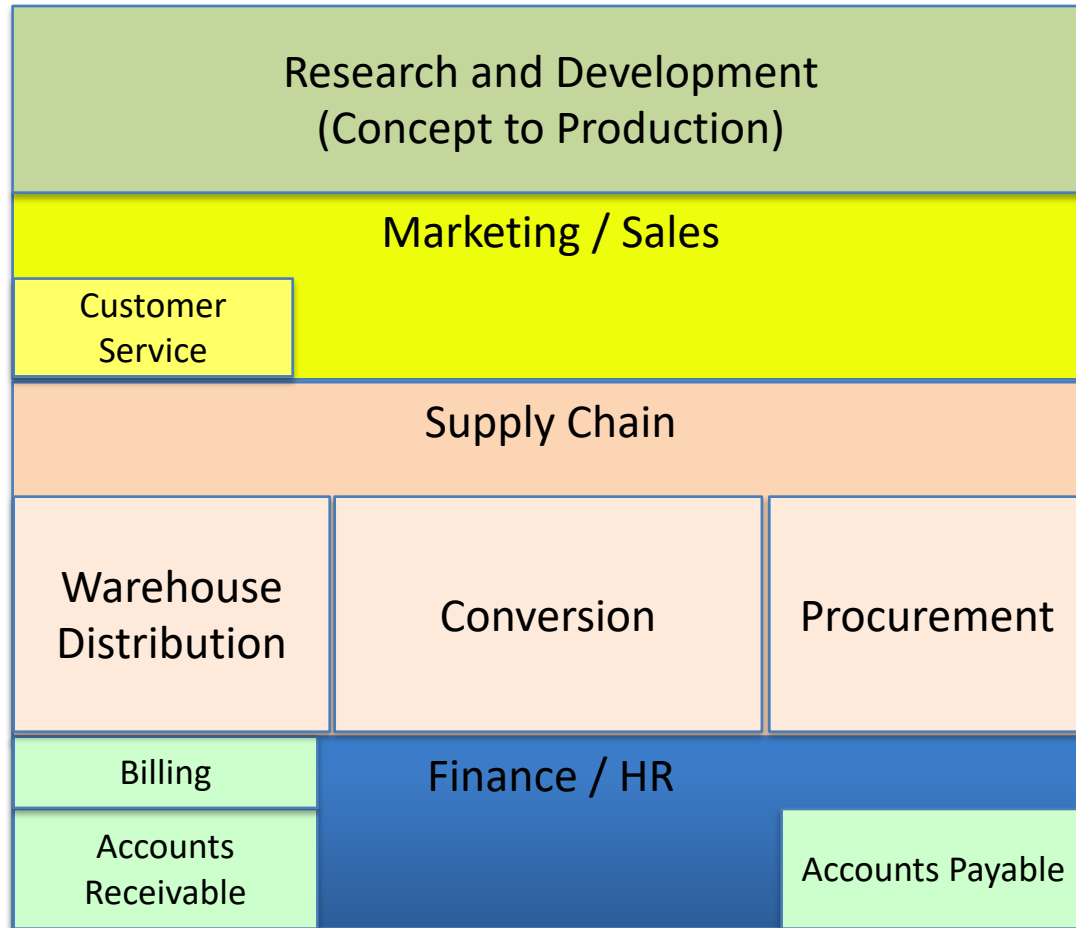 Research and Development
(Concept to Production)
Marketing / Sales
Customer
Service
Supply Chain
Warehouse
Distribution
Conversion
Procurement
Billing
Finance / HR
Accounts
Receivable
Accounts Payable